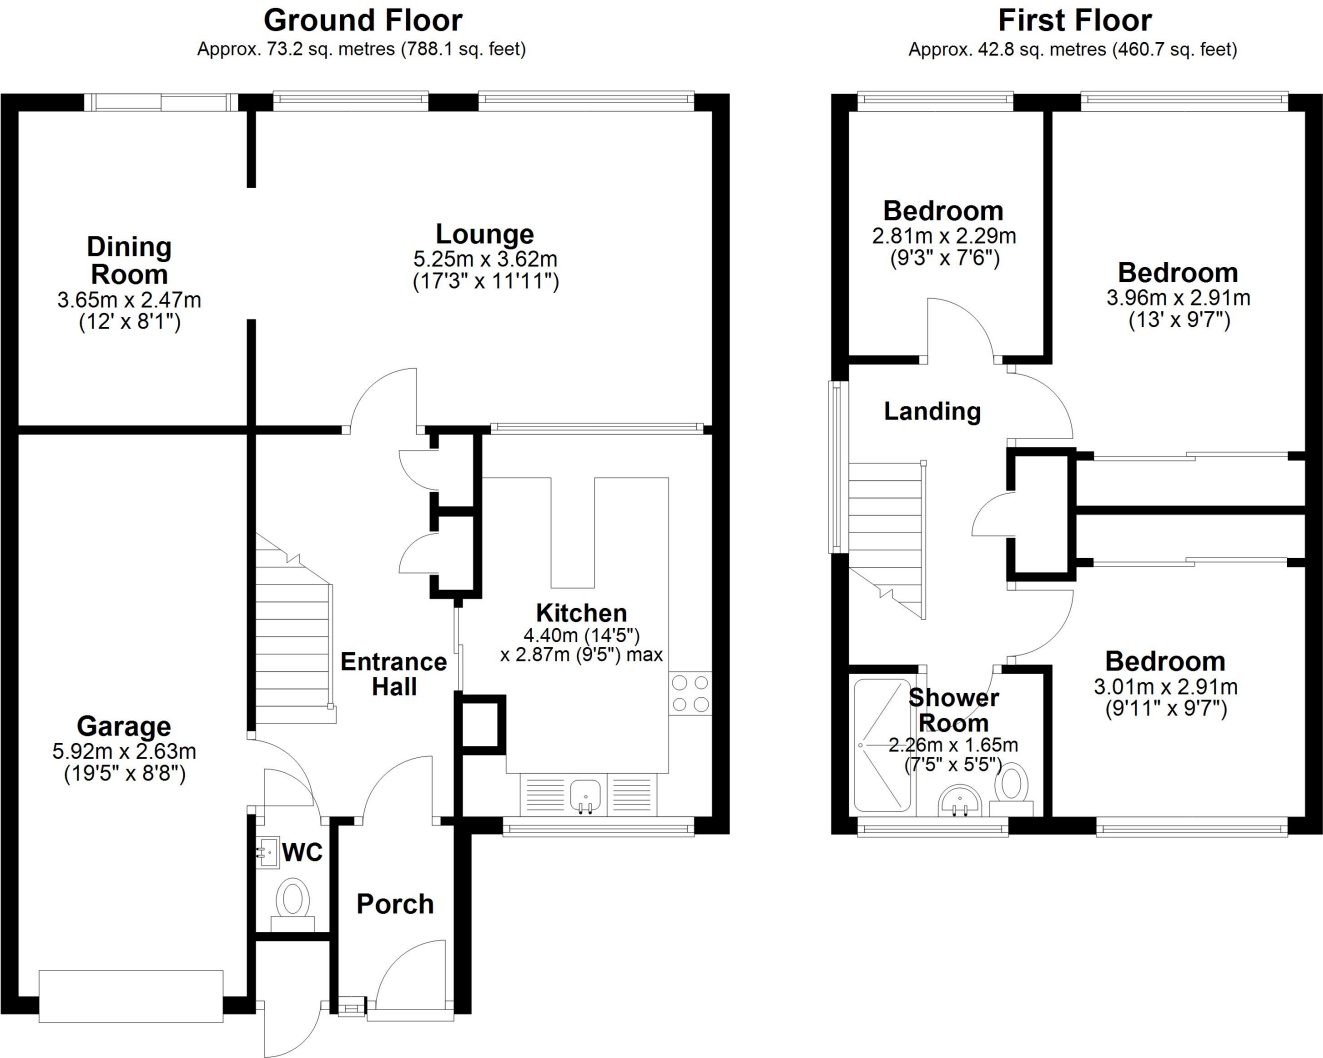 Ground Floor
Approx. 73.2 sq. metres (788.1 sq. feet)
Dining
Room
3.65m x 2.47m
(12' x 8'1")
Lounge
5.25m x 3.62m
(17'3" x 11'11")
Kitchen
4.40m (14'5")
x 2.87m (9'5") max
Entrance
Hall
Garage
5.92m x 2.63m
(19'5" x 8'8")
WC
Porch
First Floor
Approx. 42.8 sq. metres (460.7 sq. feet)
Bedroom
2.81m x 2.29m
(9'3" x 7'6")
Bedroom
3.96m x 2.91m
(13' x 9'7")
Landing
Bedroom
3.01m x 2.91m
(9'11" x 9'7")
Shower
Room
2.26m x 1.65m
(7'5" x 5'5")